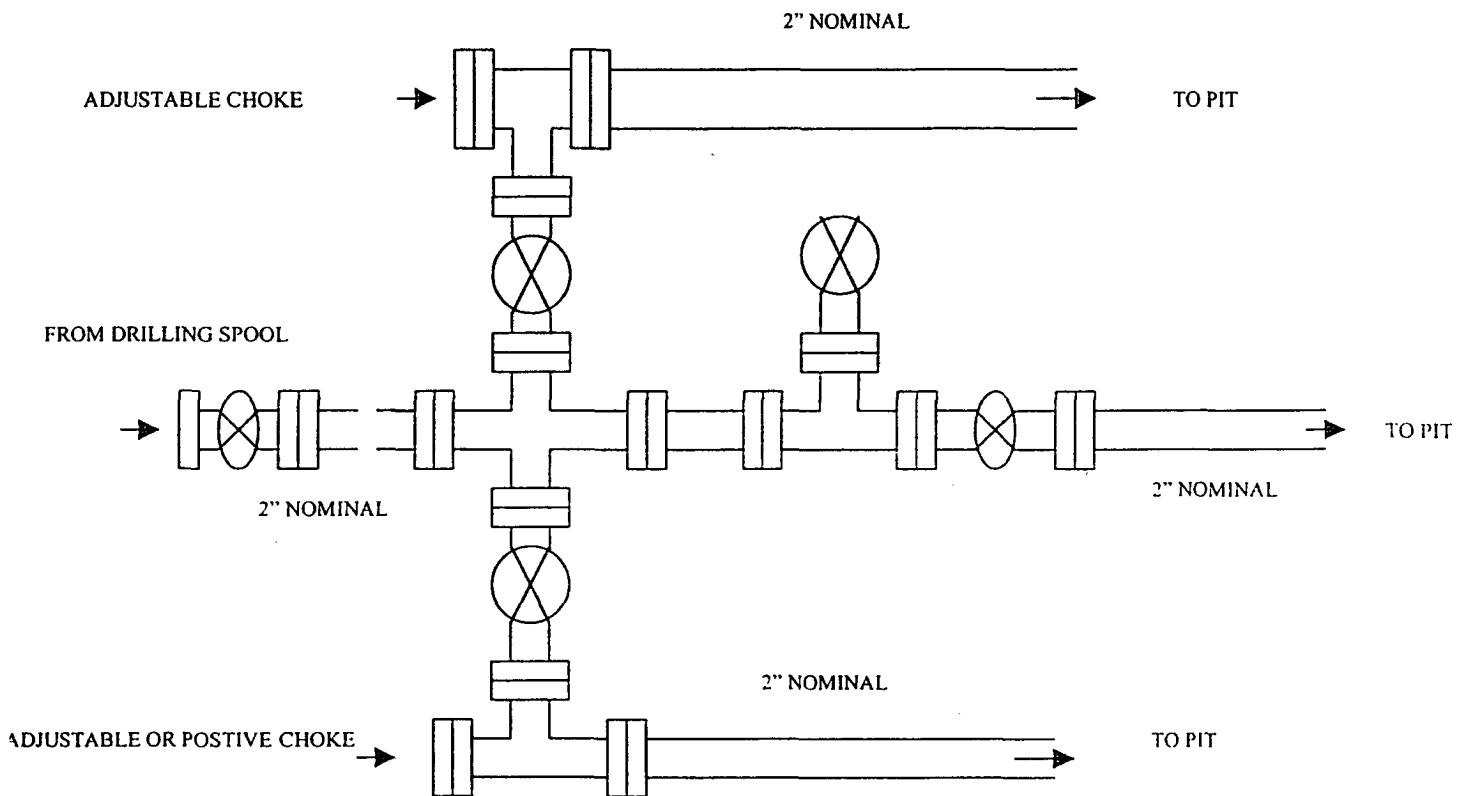 2” NOMINAL
ADJUSTABLE CHOKE
TO PIT
FROM DRILLING SPOOL
TO PIT
2” NOMINAL
2” NOMINAL
2” NOMINAL
ADJUSTABLE OR POSTIVE CHOKE
TO PIT